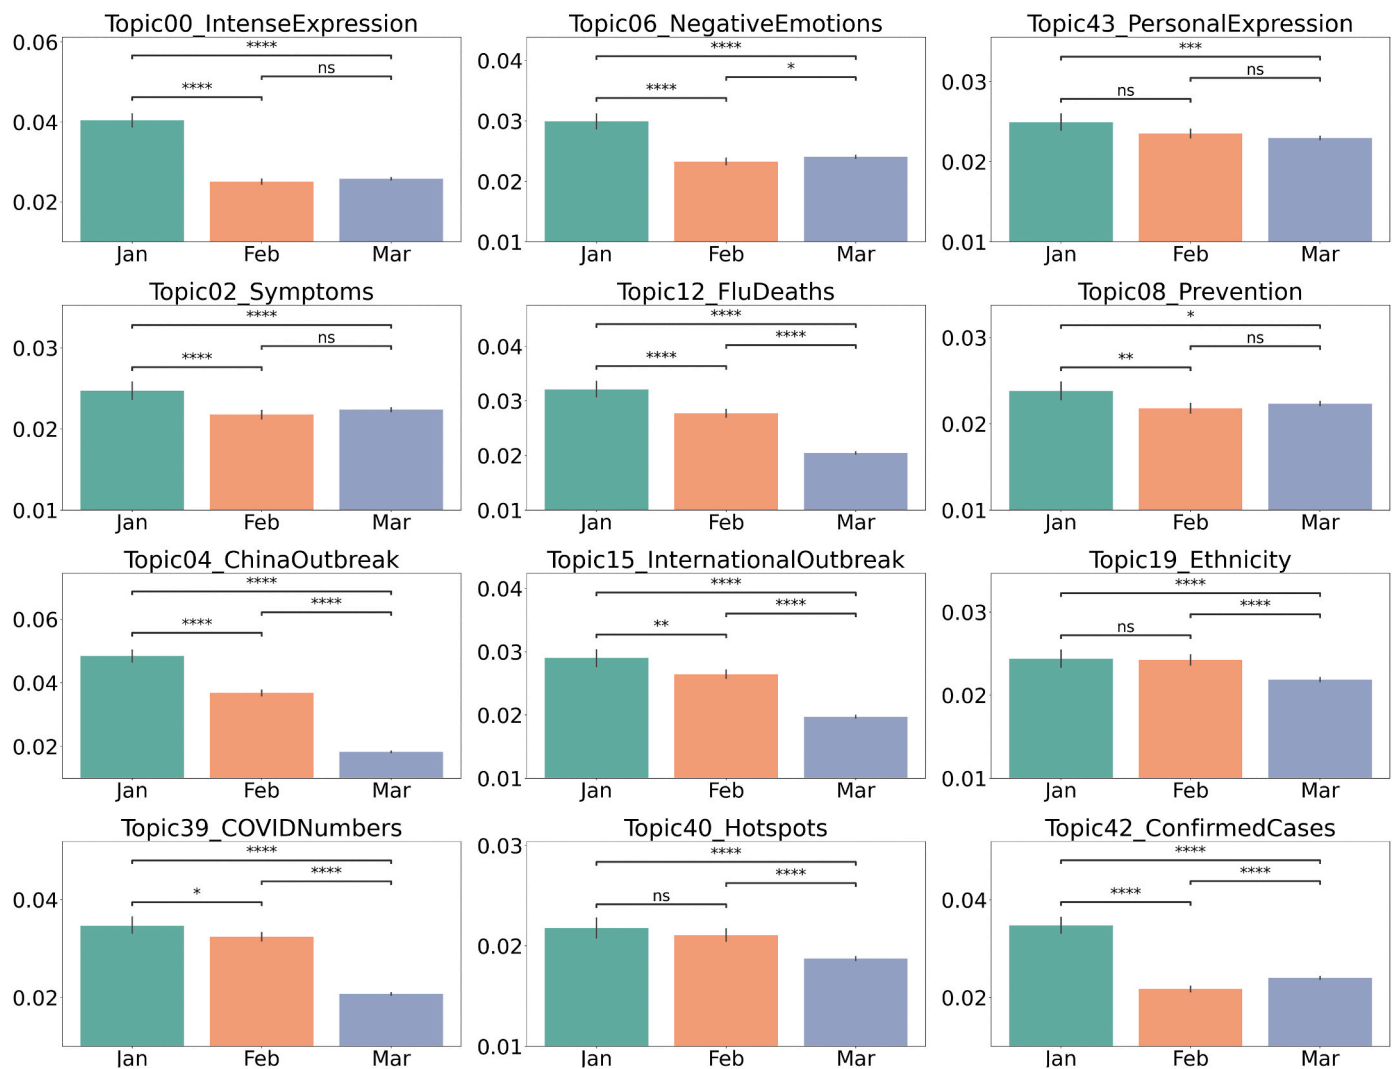 Topic00_IntenseExpression
0.06
0.04
0.02
****
ns
****
Jan Feb Mar
Topic06_NegativeEmotions
0.04
0.03
0.02
0.01
****
*
****
Jan Feb Mar
Topic43_PersonalExpression
0.03
0.02
0.01
***
ns
ns
Jan Feb Mar
Topic02_Symptoms
0.03
0.02
0.01
****
ns
****
Jan Feb Mar
Topic12_FluDeaths
0.04
0.03
0.02
0.01
****
****
****
Jan Feb Mar
Topic08_Prevention
0.03
0.02
0.01
*
ns
**
Jan Feb Mar
Topic04_ChinaOutbreak
0.06
0.04
0.02
****
****
****
Jan Feb Mar
Topic15_InternationalOutbreak
0.04
0.03
0.02
0.01
****
****
**
Jan Feb Mar
Topic19_Ethnicity
0.03
0.02
0.01
****
****
ns
Jan Feb Mar
Topic39_COVIDNumbers
0.04
0.02
****
****
*
Jan Feb Mar
Topic40_Hotspots
0.03
0.02
0.01
****
****
ns
Jan Feb Mar
Topic42_ConfirmedCases
0.04
0.02
****
****
****
Jan Feb Mar